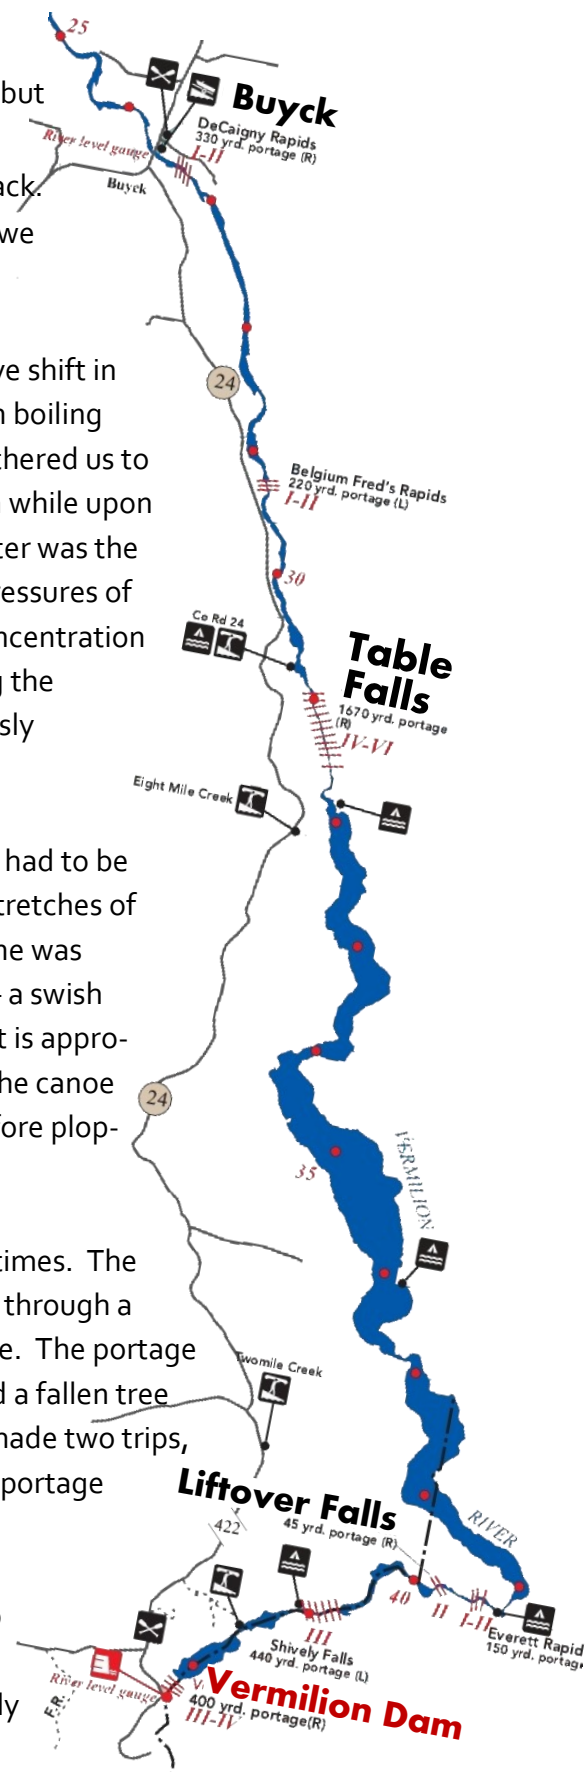 25
but
Buyck
DeCaigny Rapids
330 yrd. portage (R)
I-II
River level gauge
Buyck
ack.
we
ve shift in
24
n boiling
thered us to
while upon
Belgium Fred's Rapids
220 yrd. portage (L)
I-II
ter was the
30
essures of
Co Rd 24
ncentration
Table
Falls
1670 yrd. portage
(R)
IV-VI
g the
sly
Eight Mile Creek
had to be
tretches of
ne was
- a swish
t is appro-
he canoe
24
fore plop-
VERMILION
35
times. The
through a
e. The portage
Twomile Creek
d a fallen tree
made two trips,
portage
Liftover Falls
45 yrd. portage (R)
422
RIVER
40
II
I-II
Everett Rapid
150 yrd. portage
III
Shively Falls
440 yrd. portage (L)
River level gauge
Vermilion Dam
400 yrd. portage(R)
III-IV
F.R.
ly